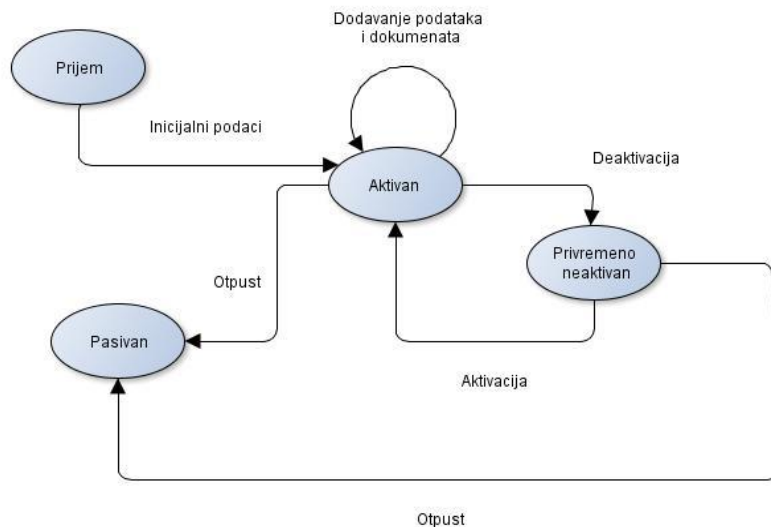 Dodavanje podataka
i dokumenata
Prijem
Inicijalni podaci
Aktivan
Deaktivacija
Privremeno
neaktivan
Otpust
Pasivan
Aktivacija
Otpust